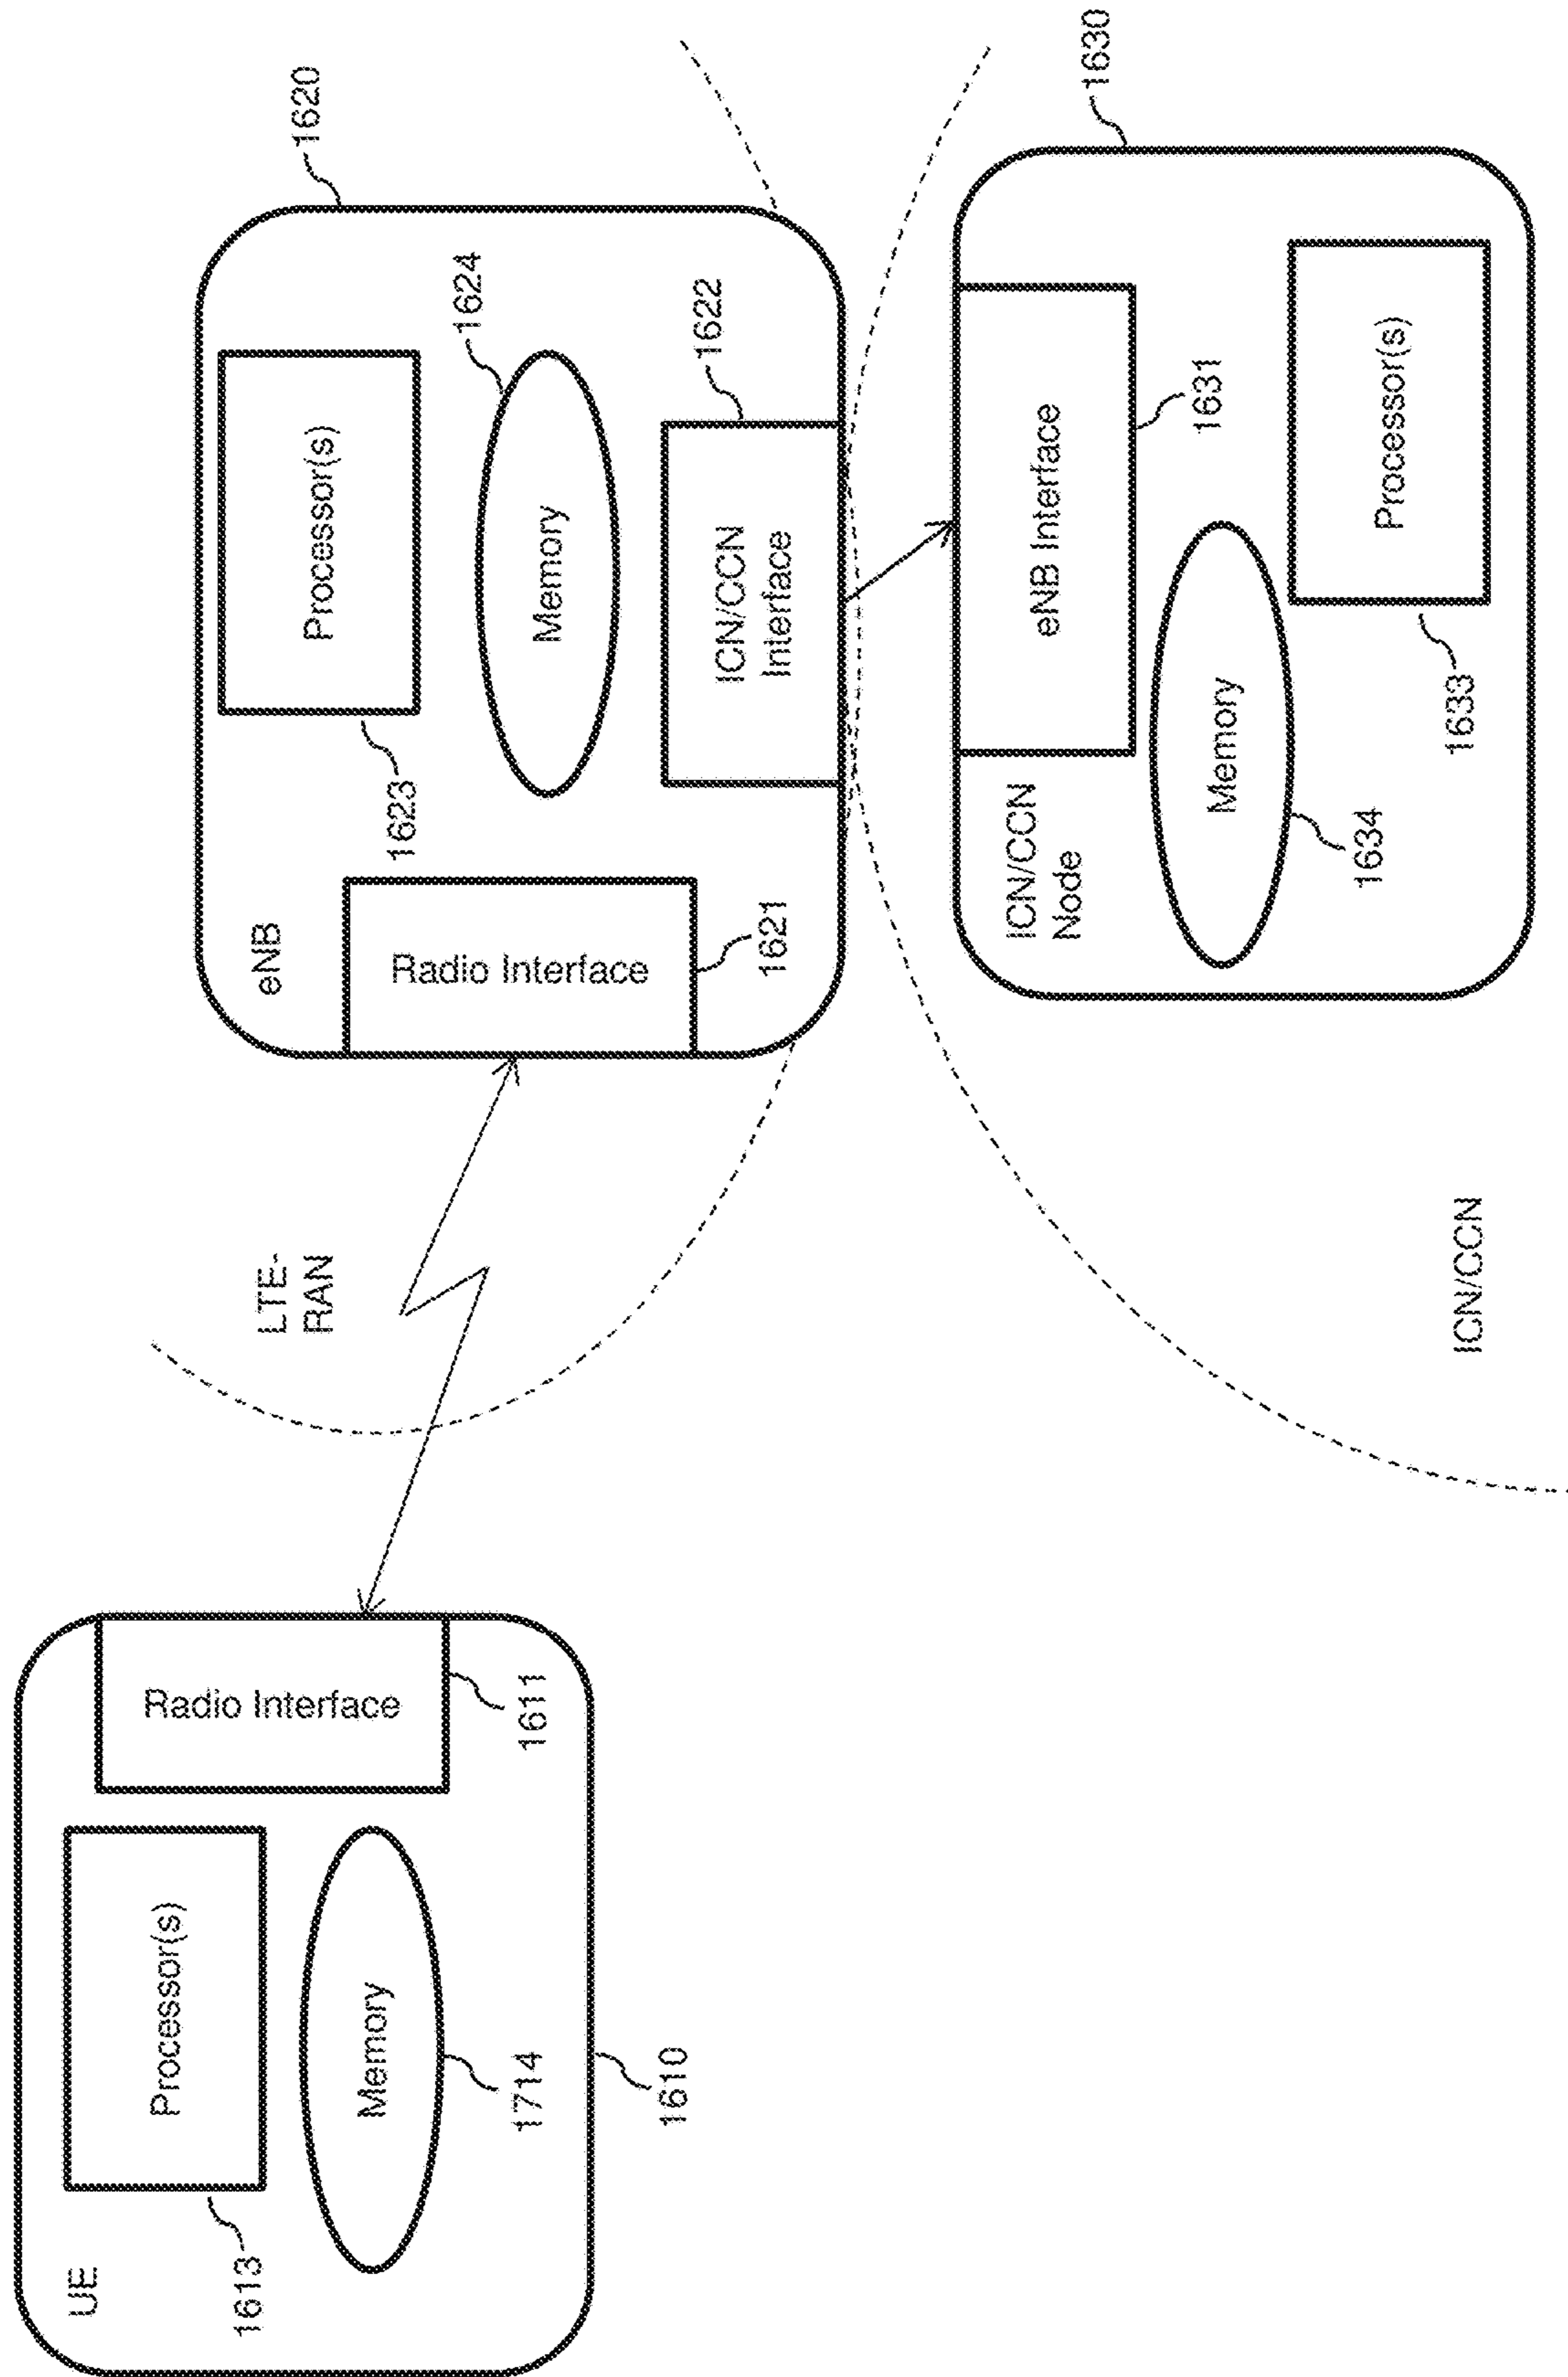 UE
Processor(s)
1613
Memory
1714
Radio Interface
1611
1610
LTE-
RAN
eNB
1620
Processor(s)
1623
Memory
1624
Radio Interface
1621
ICN/CCN
Interface
1622
ICN/CCN
ICN/CCN
Node
1630
eNB Interface
1631
Memory
1634
Processor(s)
1633